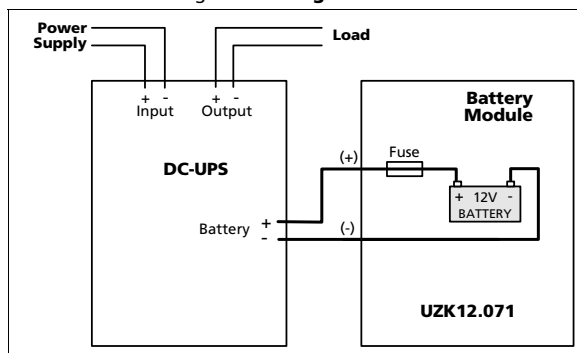 Power
Supply
Load
+ -
Input
+ -
Output
Battery
Module
DC-UPS
(+)
Fuse
+ 12V -
BATTERY
Battery
+
-
(-)
UZK12.071